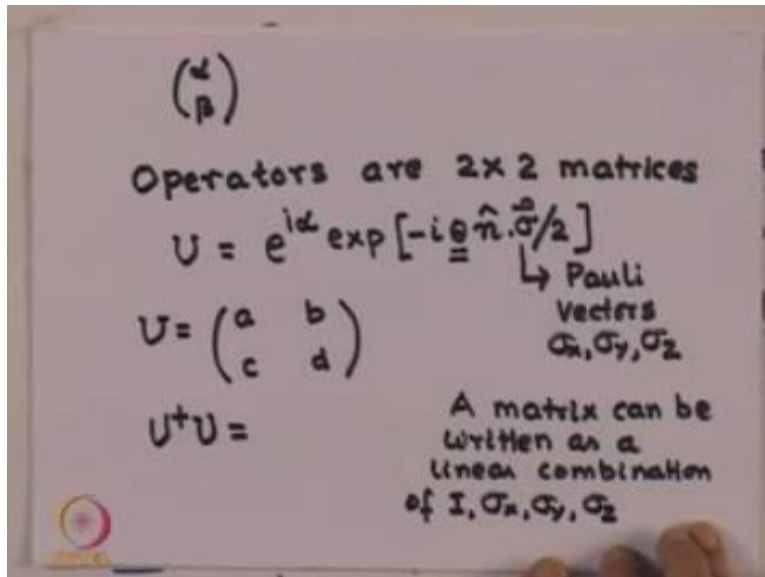 (α
β)
Operators are 2×2 matrices
U = e^{iα} exp[-iθ n̂.σ⃗/2]
↳ Pauli
vectors
σx, σy, σz
U = (a b
c d)
U†U =
A matrix can be
written as a
linear combination
of I, σx, σy, σz